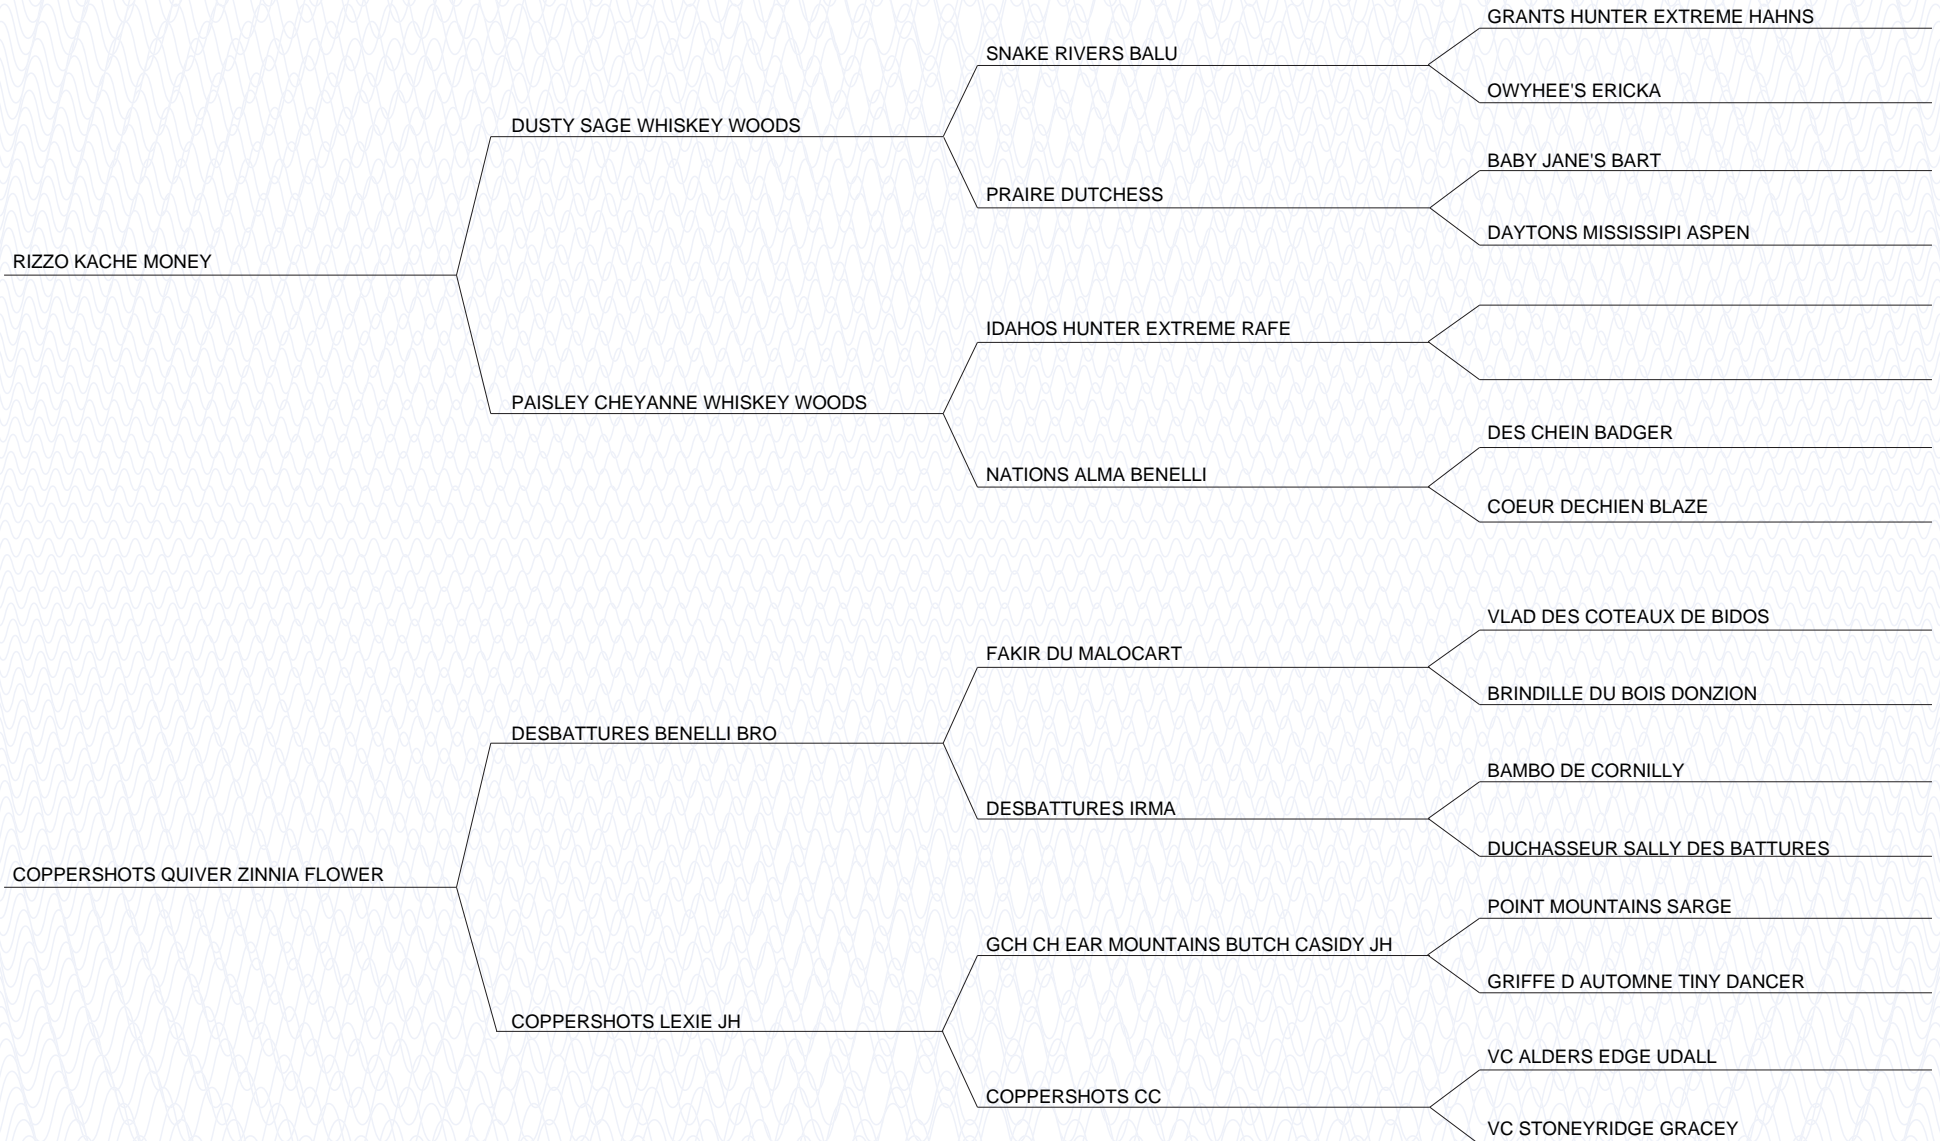 GRANTS HUNTER EXTREME HAHNS
SNAKE RIVERS BALU
OWYHEE'S ERICKA
DUSTY SAGE WHISKEY WOODS
BABY JANE'S BART
PRAIRE DUTCHESS
DAYTONS MISSISSIPI ASPEN
RIZZO KACHE MONEY
IDAHOS HUNTER EXTREME RAFE
PAISLEY CHEYANNE WHISKEY WOODS
DES CHEIN BADGER
NATIONS ALMA BENELLI
COEUR DECHIEN BLAZE
VLAD DES COTEAUX DE BIDOS
FAKIR DU MALOCART
BRINDILLE DU BOIS DONZION
DESBATTURES BENELLI BRO
BAMBO DE CORNILLY
DESBATTURES IRMA
DUCHASSEUR SALLY DES BATTURES
COPPERSHOTS QUIVER ZINNIA FLOWER
POINT MOUNTAINS SARGE
GCH CH EAR MOUNTAINS BUTCH CASIDY JH
GRIFFE D AUTOMNE TINY DANCER
COPPERSHOTS LEXIE JH
VC ALDERS EDGE UDALL
COPPERSHOTS CC
VC STONEYRIDGE GRACEY